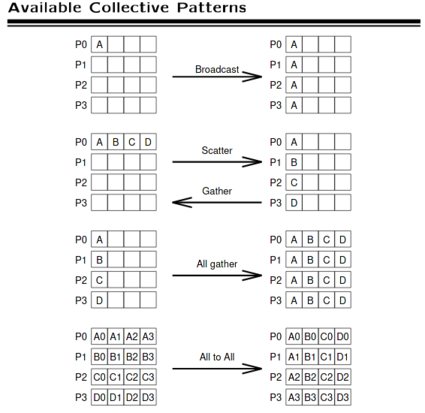 Available Collective Patterns
P0 A P0 A
P1 P1 A
P2 P2 A
P3 P3 A
Broadcast
P0 A B C D P0 A
P1 P1 B
P2 P2 C
P3 P3 D
Scatter
Gather
P0 A P0 A B C D
P1 B P1 A B C D
P2 C P2 A B C D
P3 D P3 A B C D
All gather
P0 A0 A1 A2 A3 P0 A0 B0 C0 D0
P1 B0 B1 B2 B3 P1 A1 B1 C1 D1
P2 C0 C1 C2 C3 P2 A2 B2 C2 D2
P3 D0 D1 D2 D3 P3 A3 B3 C3 D3
All to All